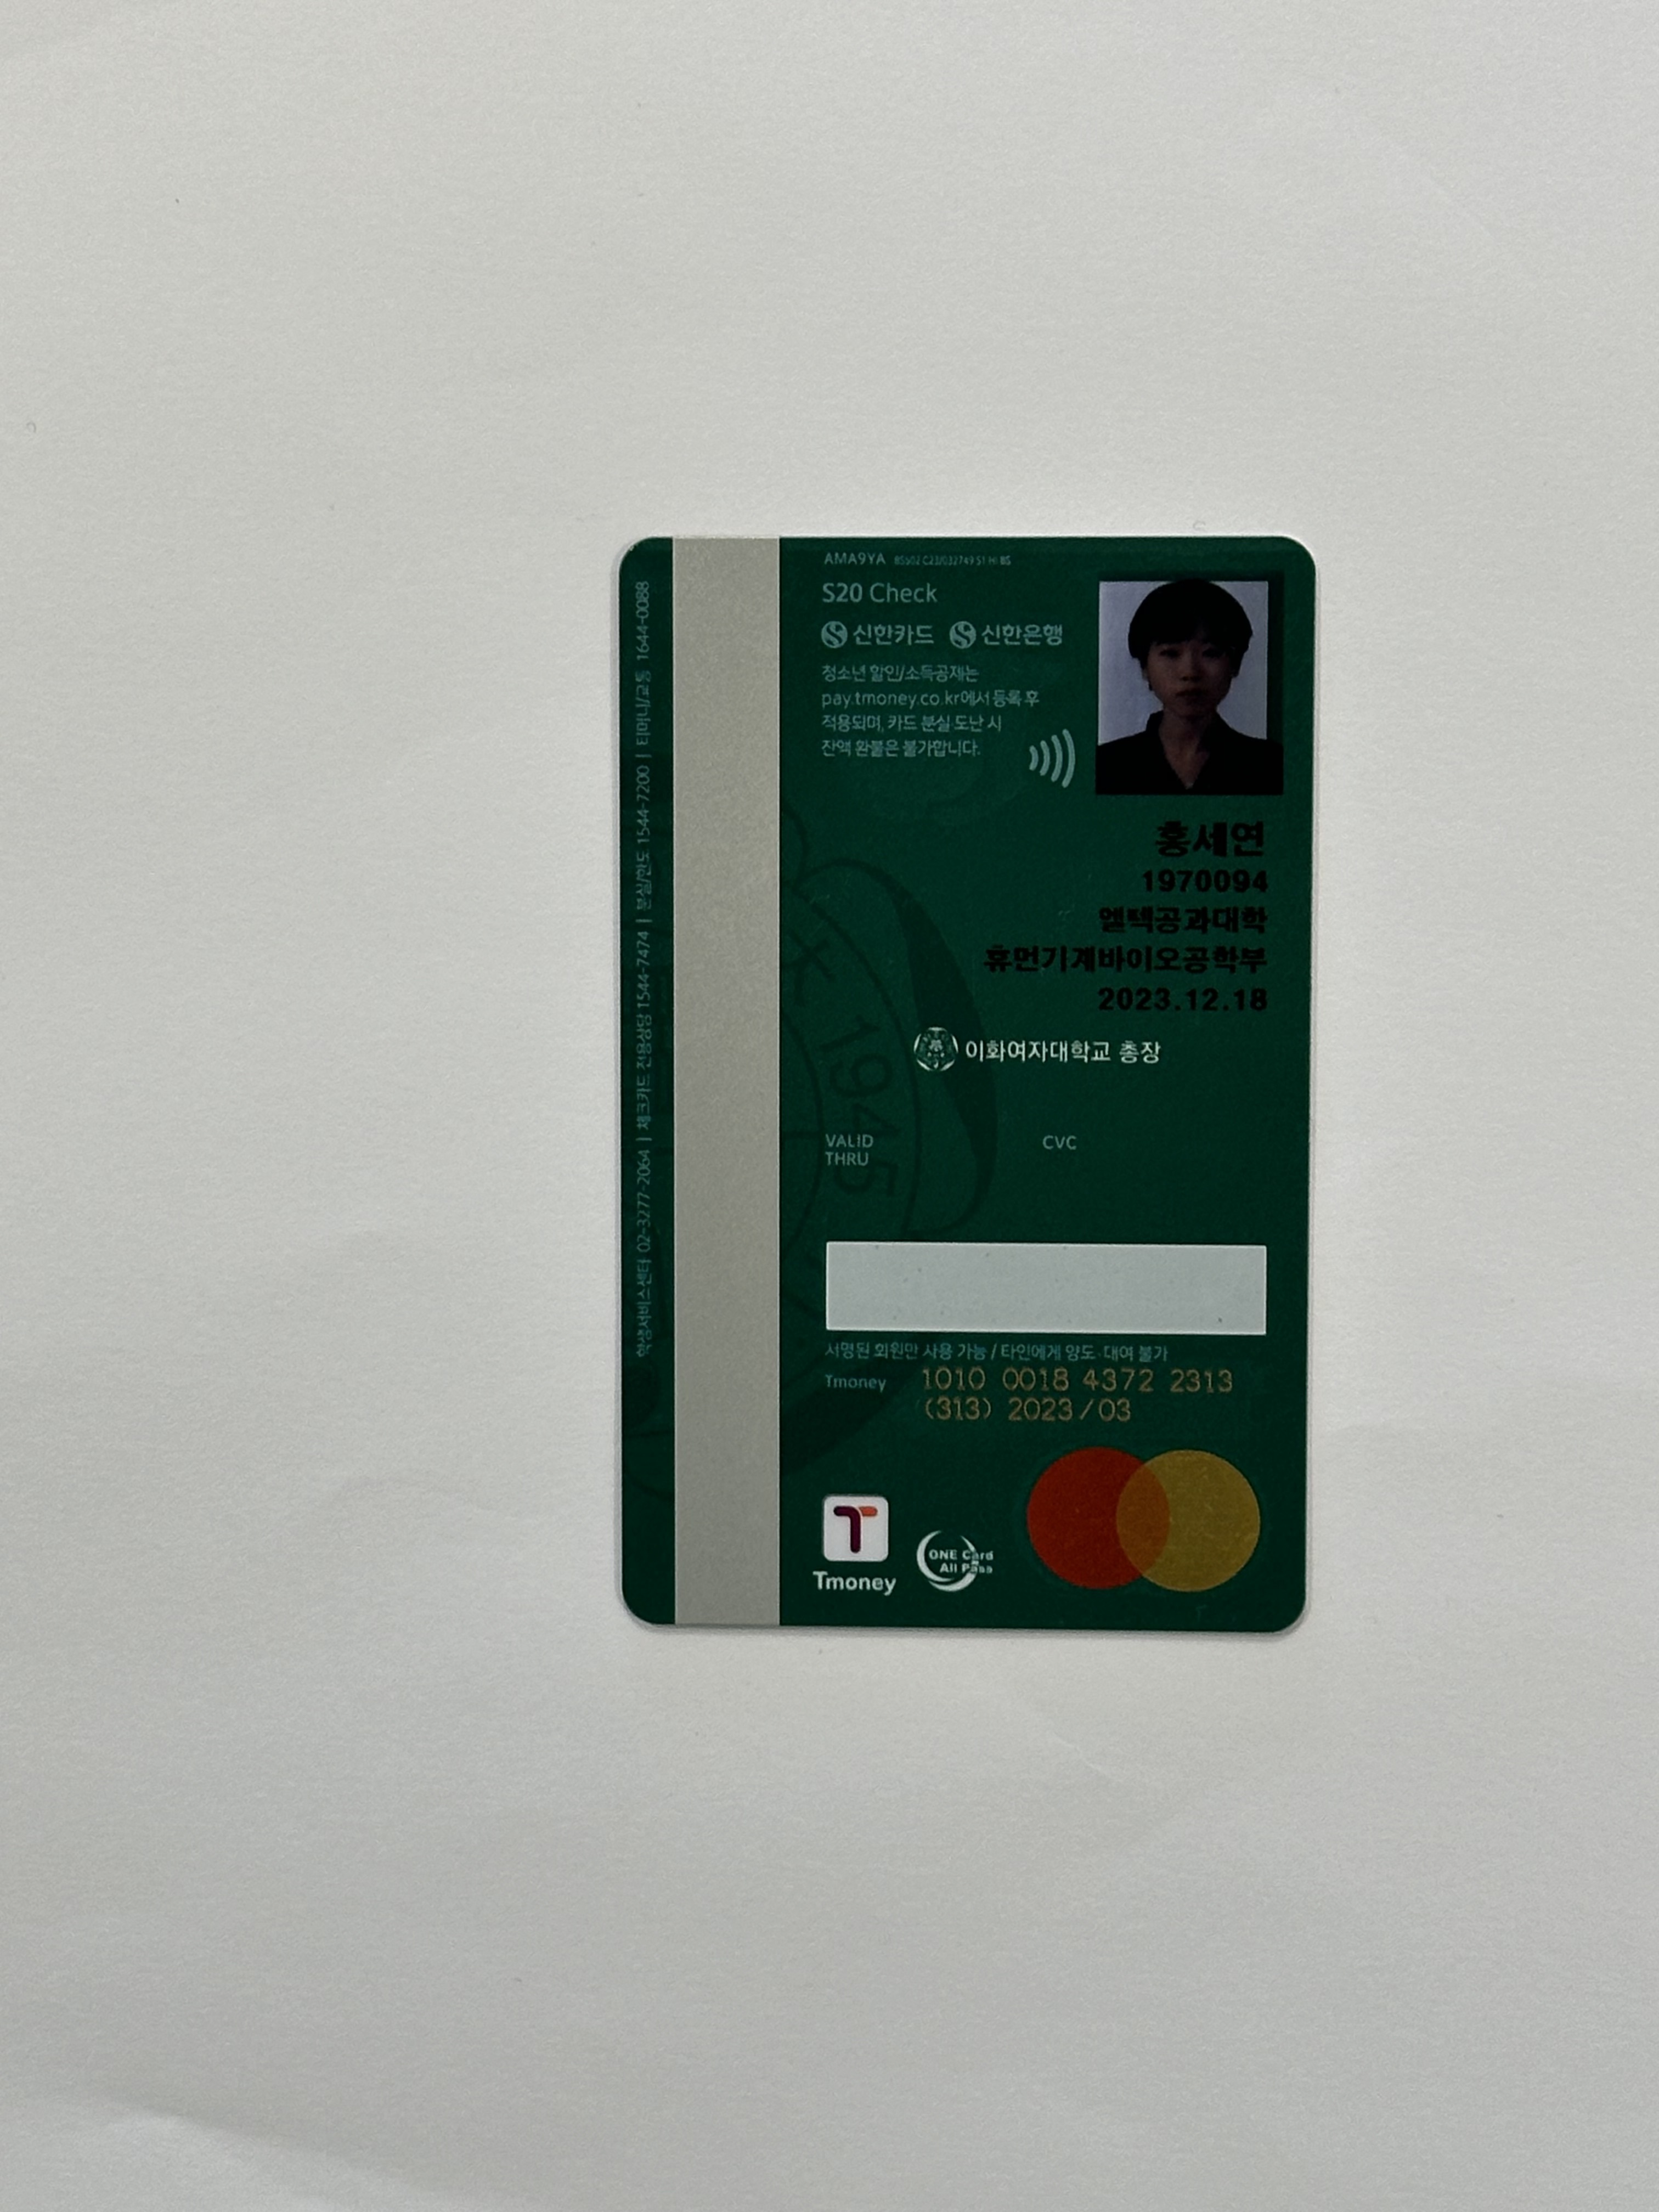 AMA9YA
S20 Check
신한카드 신한은행
청소년 할인/소득공제는
pay.tmoney.co.kr에서 등록 후
적용되며, 카드 분실·도난 시
잔액 환불은 불가합니다.
홍세연
1970094
엘텍공과대학
휴먼기계바이오공학부
2023.12.18
이화여자대학교 총장
大 1945
VALID
THRU
CVC
서명된 회원만 사용 가능 / 타인에게 양도·대여 불가
Tmoney 1010 0018 4372 2313
(313) 2023/03
Tmoney
ONE Card
All Pass
학생서비스센터 02-3277-2064 | 체크카드 전용상담 1544-7474 | 분실/한도 1544-7200 | 티머니/교통 1644-0088